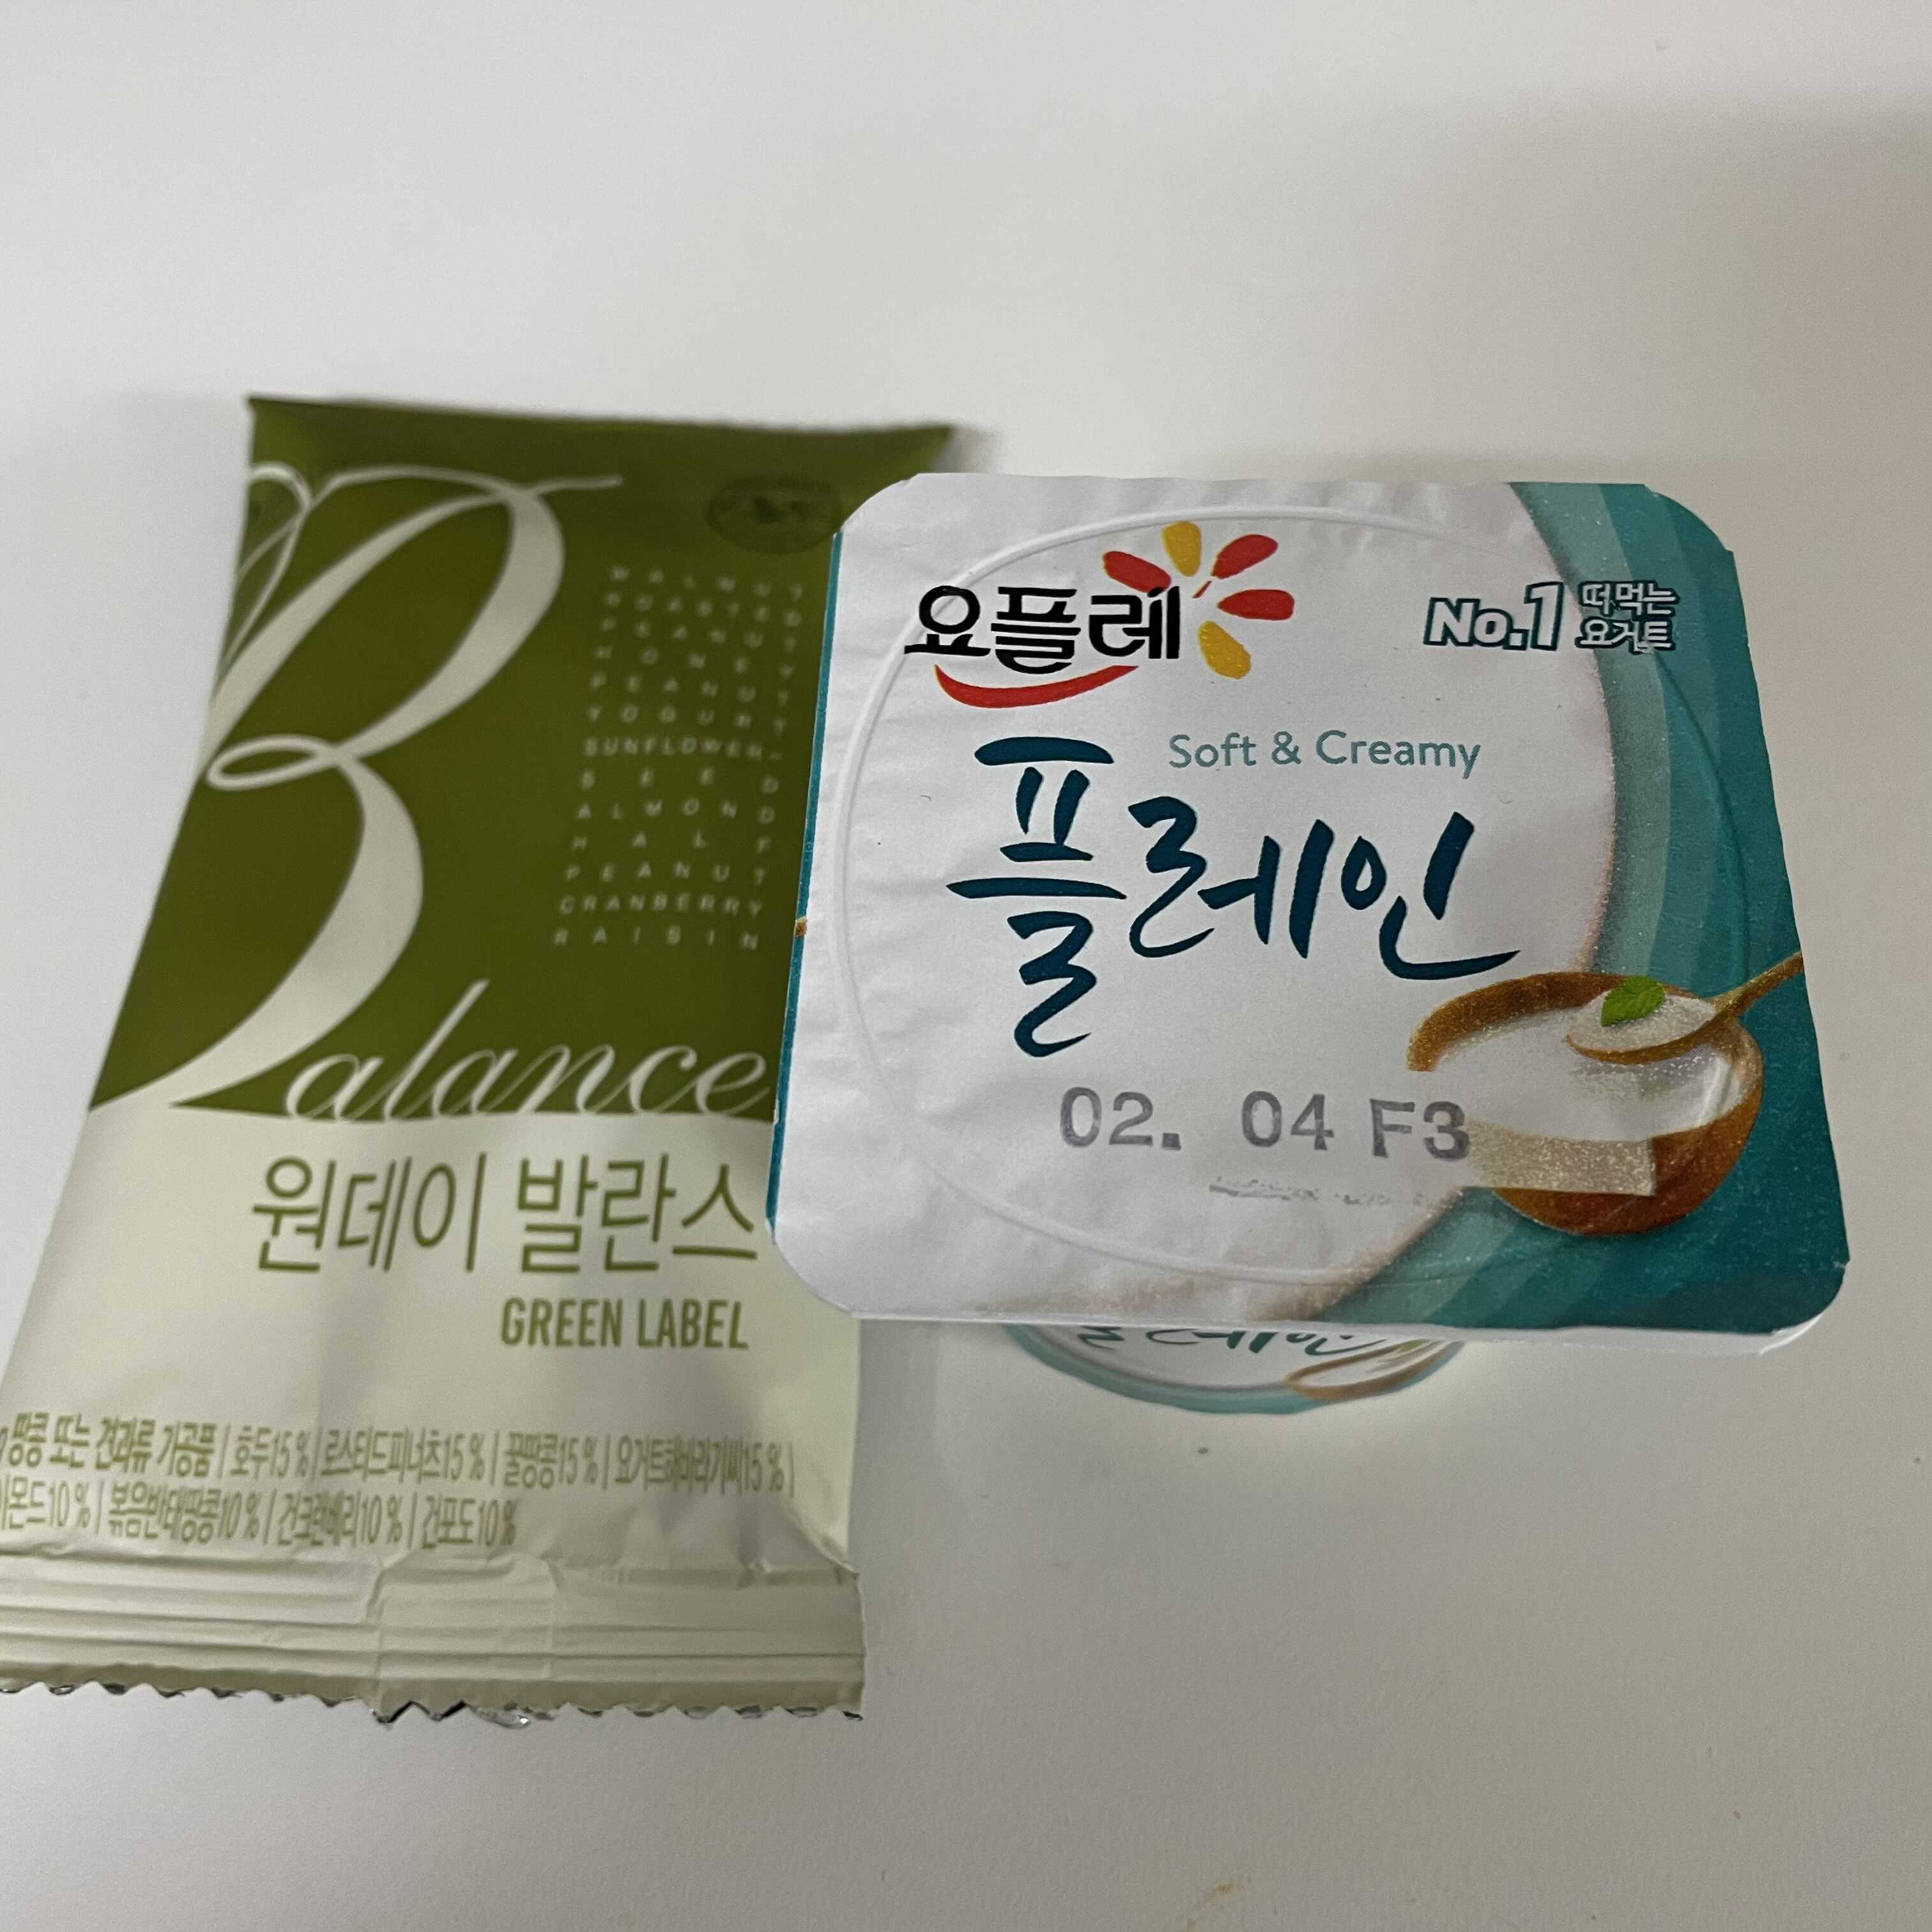 Balance
WALNUT
ROASTED
PEANUT
HONEY
PEANUT
YOGURT
SUNFLOWER-
SEED
ALMOND
HALF
PEANUT
CRANBERRY
RAISIN
원데이 발란스
GREEN LABEL
땅콩 또는 견과류 가공품 | 호두15% | 로스티드피너츠15% | 꿀땅콩15% | 요거트해바라기씨15% |
몬드10% | 볶음반태땅콩10% | 건크랜베리10% | 건포도10%
요플레
No.1 떠먹는
요거트
Soft & Creamy
플레인
02. 04 F3
플레인